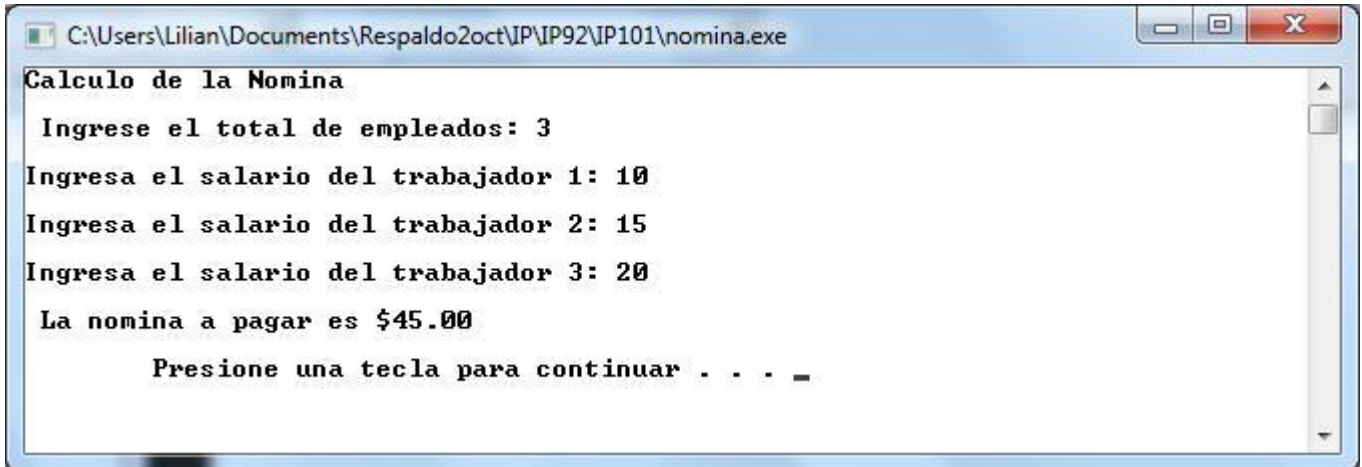 C:\Users\Lilian\Documents\Respaldo2oct\IP\IP92\IP101\nomina.exe
Calculo de la Nomina
Ingrese el total de empleados: 3
Ingresa el salario del trabajador 1: 10
Ingresa el salario del trabajador 2: 15
Ingresa el salario del trabajador 3: 20
La nomina a pagar es $45.00
Presione una tecla para continuar . . . _